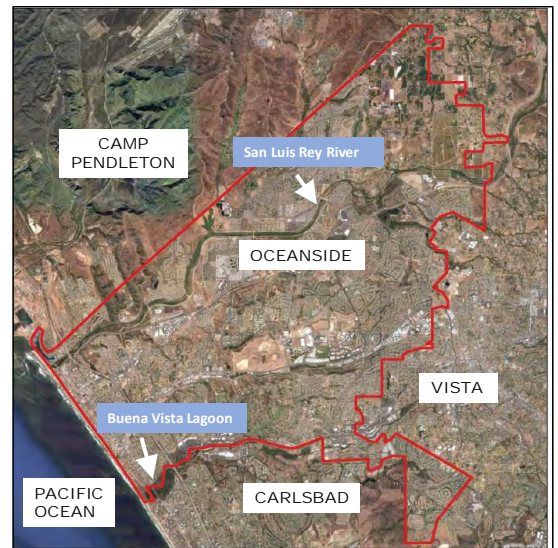 CAMP
PENDLETON
San Luis Rey River
OCEANSIDE
VISTA
Buena Vista Lagoon
PACIFIC
OCEAN
CARLSBAD